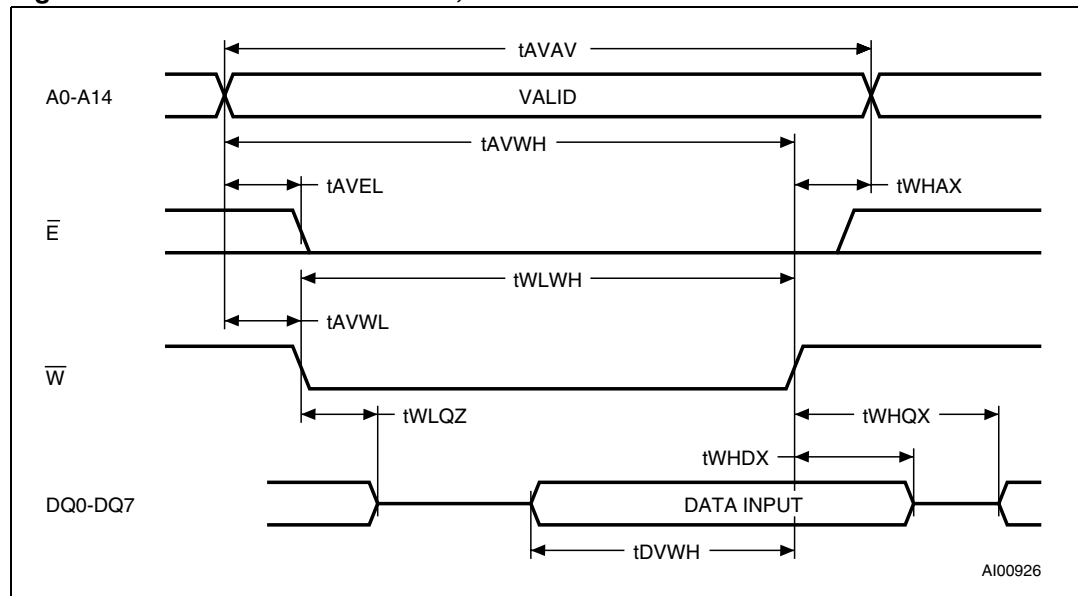 tAVAV
A0-A14
VALID
tAVWH
tAVEL
tWHAX
E̅
tWLWH
tAVWL
W̅
tWLQZ
tWHQX
tWHDX
DQ0-DQ7
DATA INPUT
tDVWH
AI00926